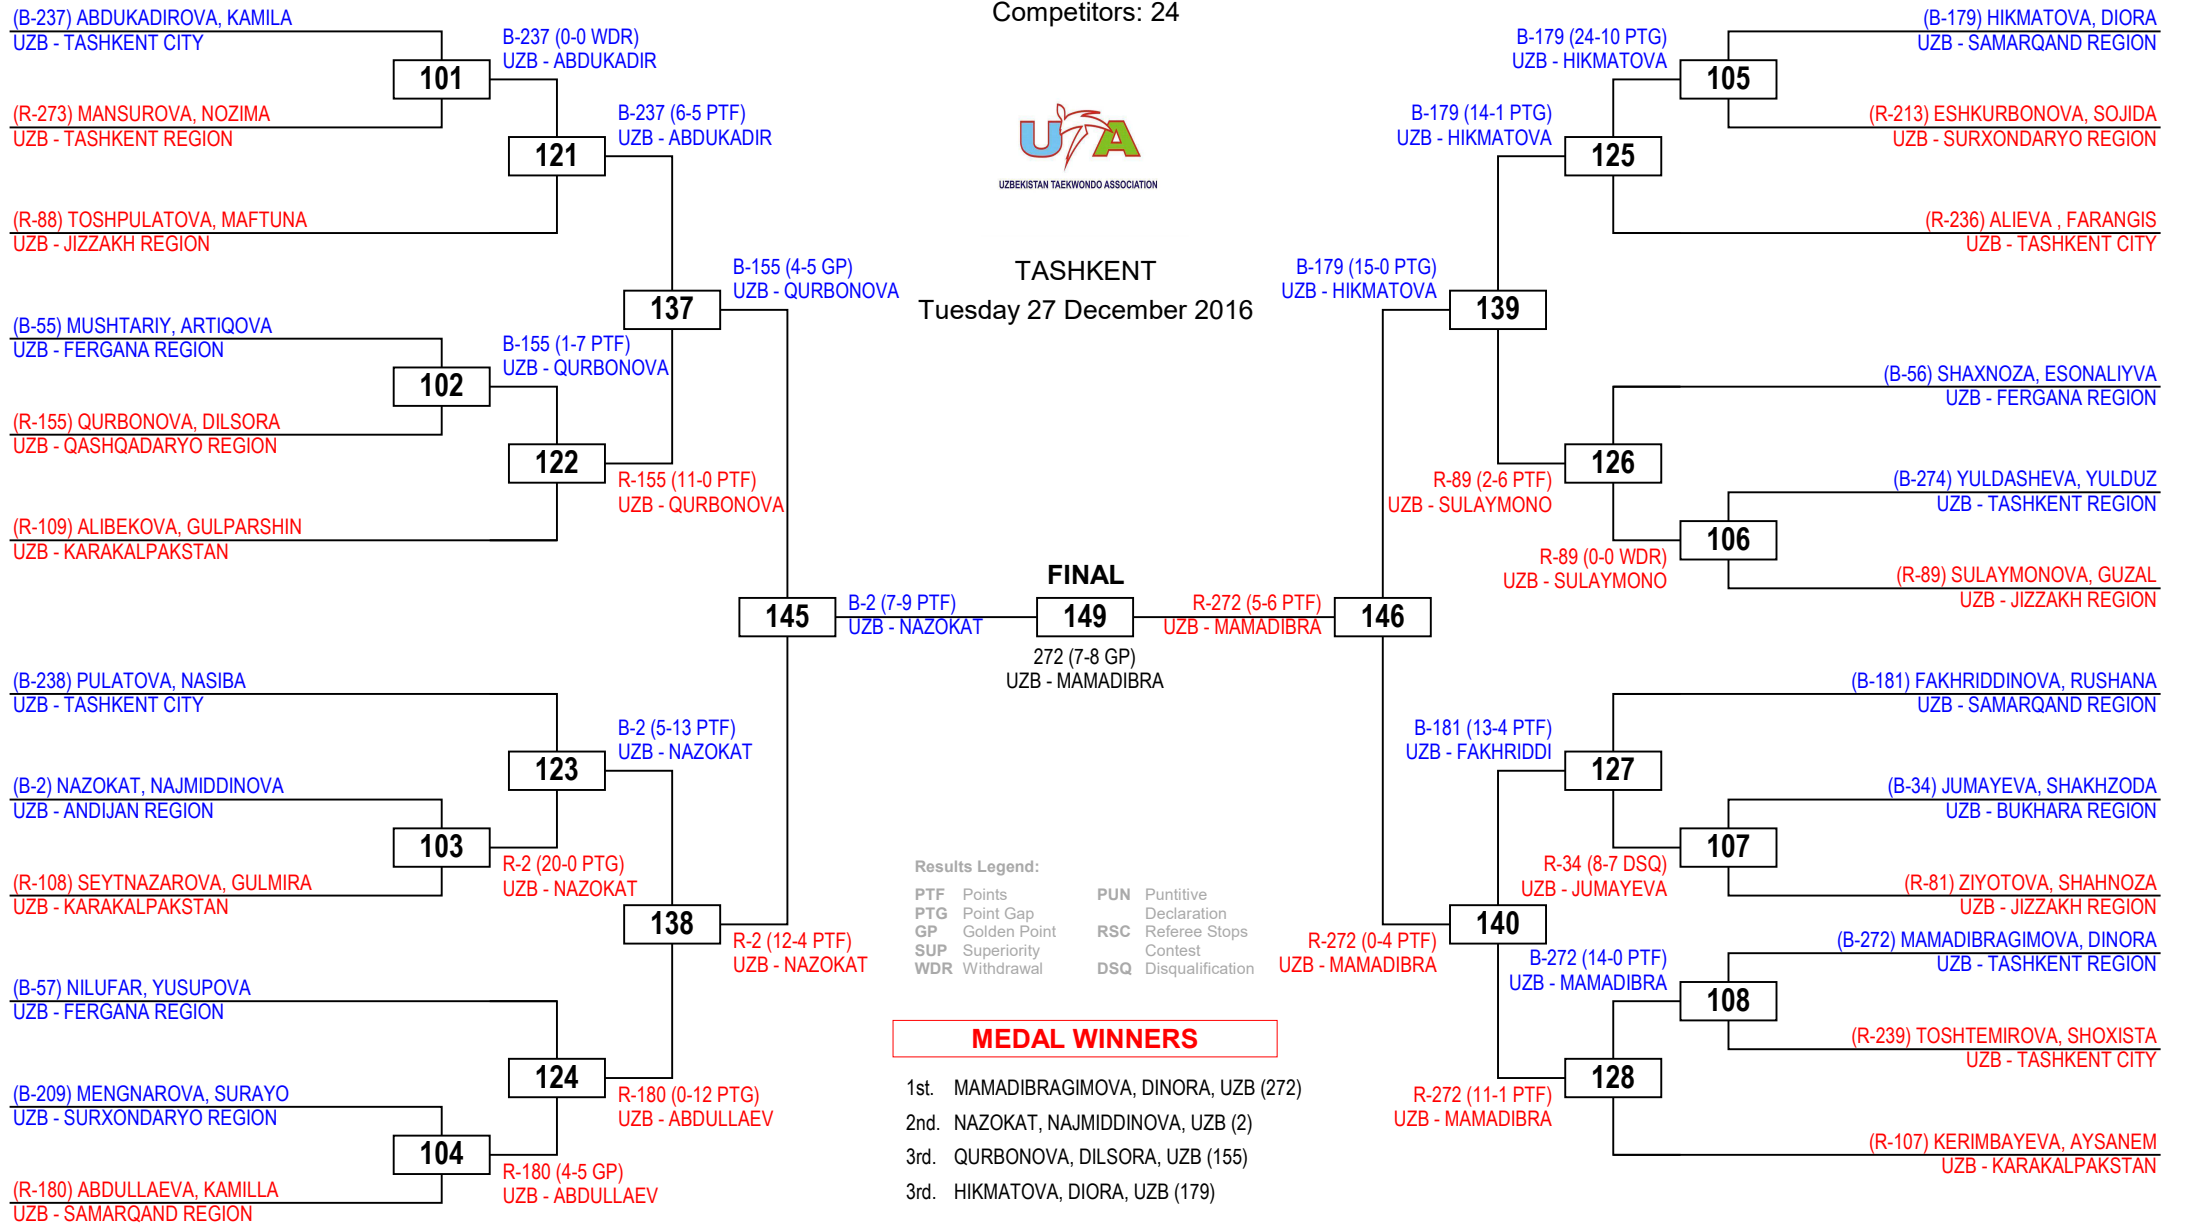 Competitors: 24
(B-237) ABDUKADIROVA, KAMILA
UZB - TASHKENT CITY
B-237 (0-0 WDR)
UZB - ABDUKADIR
101
(R-273) MANSUROVA, NOZIMA
UZB - TASHKENT REGION
B-237 (6-5 PTF)
UZB - ABDUKADIR
121
(R-88) TOSHPULATOVA, MAFTUNA
UZB - JIZZAKH REGION
B-155 (4-5 GP)
UZB - QURBONOVA
137
(B-55) MUSHTARIY, ARTIQOVA
UZB - FERGANA REGION
B-155 (1-7 PTF)
UZB - QURBONOVA
102
(R-155) QURBONOVA, DILSORA
UZB - QASHQADARYO REGION
122
R-155 (11-0 PTF)
UZB - QURBONOVA
(R-109) ALIBEKOVA, GULPARSHIN
UZB - KARAKALPAKSTAN
145
B-2 (7-9 PTF)
UZB - NAZOKAT
(B-238) PULATOVA, NASIBA
UZB - TASHKENT CITY
B-2 (5-13 PTF)
UZB - NAZOKAT
123
(B-2) NAZOKAT, NAJMIDDINOVA
UZB - ANDIJAN REGION
103
R-2 (20-0 PTG)
UZB - NAZOKAT
(R-108) SEYTNAZAROVA, GULMIRA
UZB - KARAKALPAKSTAN
138
R-2 (12-4 PTF)
UZB - NAZOKAT
(B-57) NILUFAR, YUSUPOVA
UZB - FERGANA REGION
124
R-180 (0-12 PTG)
UZB - ABDULLAEV
(B-209) MENGNAROVA, SURAYO
UZB - SURXONDARYO REGION
104
R-180 (4-5 GP)
UZB - ABDULLAEV
(R-180) ABDULLAEVA, KAMILLA
UZB - SAMARQAND REGION
UTA
UZBEKISTAN TAEKWONDO ASSOCIATION
TASHKENT
Tuesday 27 December 2016
FINAL
149
272 (7-8 GP)
UZB - MAMADIBRA
Results Legend:
PTF Points
PTG Point Gap
GP Golden Point
SUP Superiority
WDR Withdrawal
PUN Puntitive
Declaration
RSC Referee Stops
Contest
DSQ Disqualification
MEDAL WINNERS
1st. MAMADIBRAGIMOVA, DINORA, UZB (272)
2nd. NAZOKAT, NAJMIDDINOVA, UZB (2)
3rd. QURBONOVA, DILSORA, UZB (155)
3rd. HIKMATOVA, DIORA, UZB (179)
(B-179) HIKMATOVA, DIORA
UZB - SAMARQAND REGION
B-179 (24-10 PTG)
UZB - HIKMATOVA
105
(R-213) ESHKURBONOVA, SOJIDA
UZB - SURXONDARYO REGION
B-179 (14-1 PTG)
UZB - HIKMATOVA
125
(R-236) ALIEVA , FARANGIS
UZB - TASHKENT CITY
B-179 (15-0 PTG)
UZB - HIKMATOVA
139
(B-56) SHAXNOZA, ESONALIYVA
UZB - FERGANA REGION
126
R-89 (2-6 PTF)
UZB - SULAYMONO
(B-274) YULDASHEVA, YULDUZ
UZB - TASHKENT REGION
106
R-89 (0-0 WDR)
UZB - SULAYMONO
(R-89) SULAYMONOVA, GUZAL
UZB - JIZZAKH REGION
146
R-272 (5-6 PTF)
UZB - MAMADIBRA
(B-181) FAKHRIDDINOVA, RUSHANA
UZB - SAMARQAND REGION
B-181 (13-4 PTF)
UZB - FAKHRIDDI
127
(B-34) JUMAYEVA, SHAKHZODA
UZB - BUKHARA REGION
107
R-34 (8-7 DSQ)
UZB - JUMAYEVA
(R-81) ZIYOTOVA, SHAHNOZA
UZB - JIZZAKH REGION
140
R-272 (0-4 PTF)
UZB - MAMADIBRA
(B-272) MAMADIBRAGIMOVA, DINORA
UZB - TASHKENT REGION
B-272 (14-0 PTF)
UZB - MAMADIBRA
108
(R-239) TOSHTEMIROVA, SHOXISTA
UZB - TASHKENT CITY
128
R-272 (11-1 PTF)
UZB - MAMADIBRA
(R-107) KERIMBAYEVA, AYSANEM
UZB - KARAKALPAKSTAN